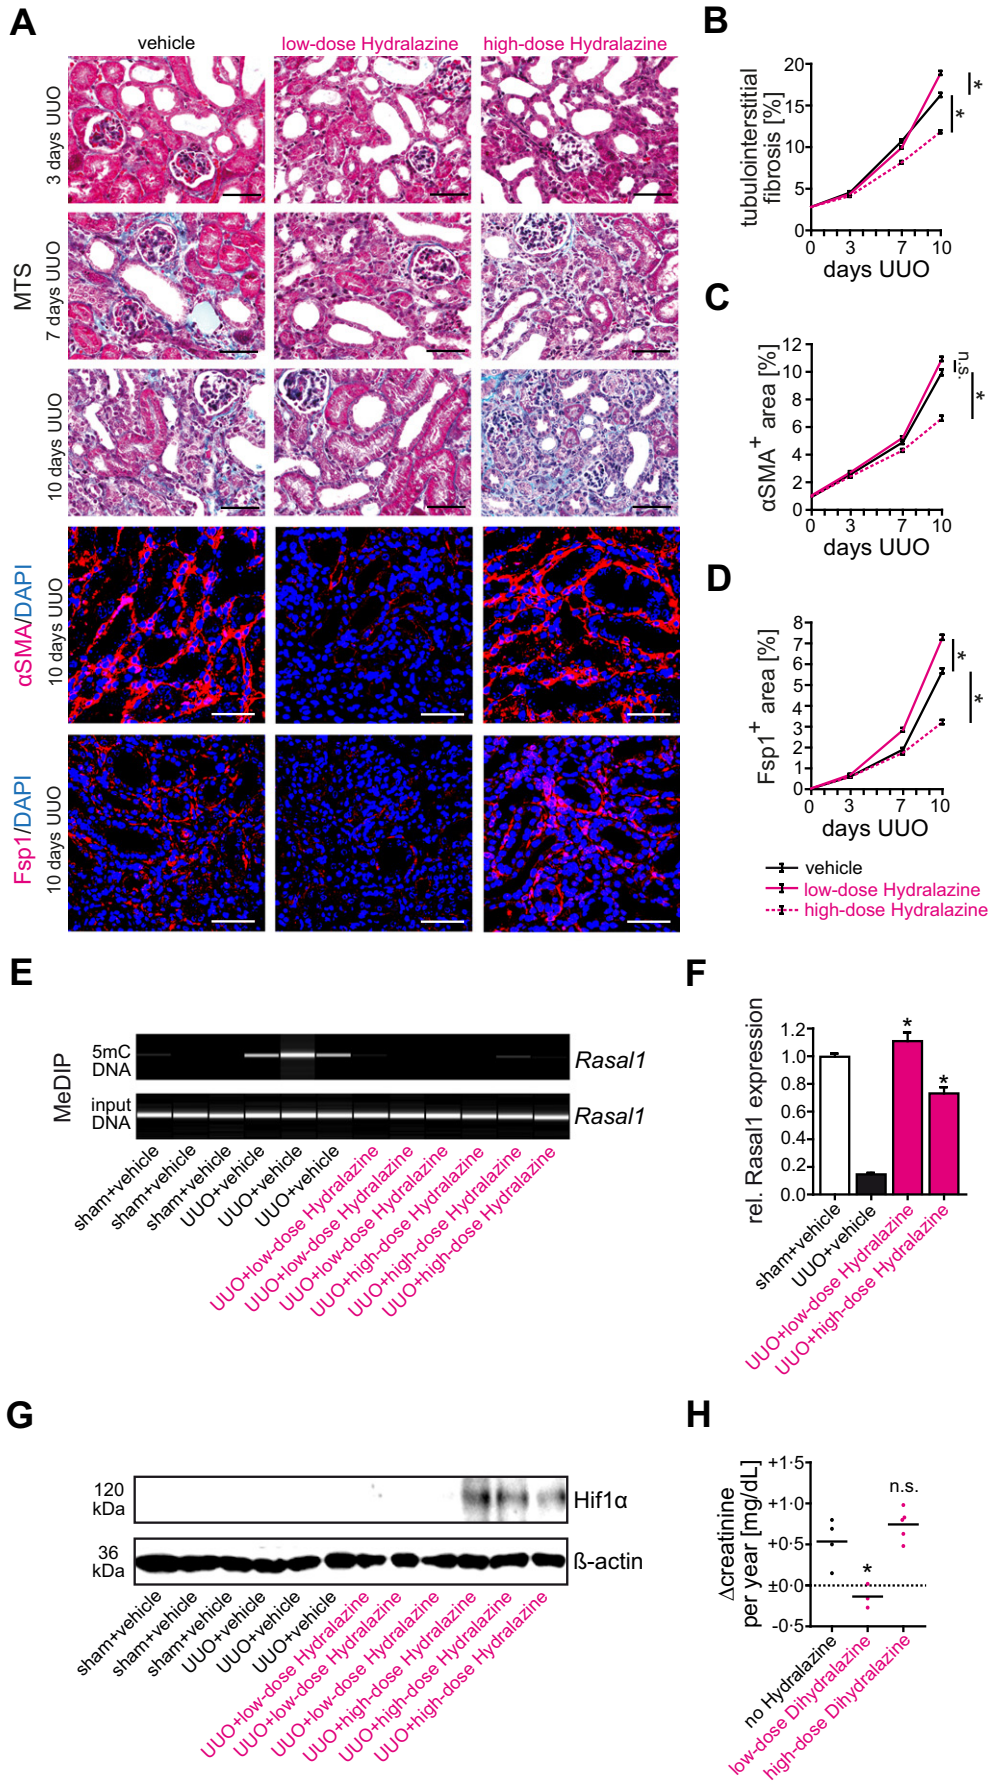 A
vehicle
low-dose Hydralazine
high-dose Hydralazine
MTS
3 days UUO
7 days UUO
10 days UUO
αSMA/DAPI
10 days UUO
Fsp1/DAPI
10 days UUO
B
tubulointerstitial
fibrosis [%]
20
15
10
5
0
0
3
7
10
days UUO
*
*
C
αSMA⁺ area [%]
12
10
8
6
4
2
0
0
3
7
10
days UUO
n.s.
*
D
Fsp1⁺ area [%]
8
7
6
5
4
3
2
1
0
0
3
7
10
days UUO
*
*
vehicle
low-dose Hydralazine
high-dose Hydralazine
E
MeDIP
5mC
DNA
Rasal1
input
DNA
Rasal1
sham+vehicle
sham+vehicle
sham+vehicle
UUO+vehicle
UUO+vehicle
UUO+vehicle
UUO+low-dose Hydralazine
UUO+low-dose Hydralazine
UUO+low-dose Hydralazine
UUO+high-dose Hydralazine
UUO+high-dose Hydralazine
UUO+high-dose Hydralazine
F
rel. Rasal1 expression
1.2
1.0
0.8
0.6
0.4
0.2
0.0
*
*
sham+vehicle
UUO+vehicle
UUO+low-dose Hydralazine
UUO+high-dose Hydralazine
G
120
kDa
Hif1α
36
kDa
ß-actin
sham+vehicle
sham+vehicle
sham+vehicle
UUO+vehicle
UUO+vehicle
UUO+vehicle
UUO+low-dose Hydralazine
UUO+low-dose Hydralazine
UUO+low-dose Hydralazine
UUO+high-dose Hydralazine
UUO+high-dose Hydralazine
UUO+high-dose Hydralazine
H
Δcreatinine
per year [mg/dL]
+1·5
+1·0
+0·5
±0·0
-0·5
*
n.s.
no Hydralazine
low-dose Dihydralazine
high-dose Dihydralazine